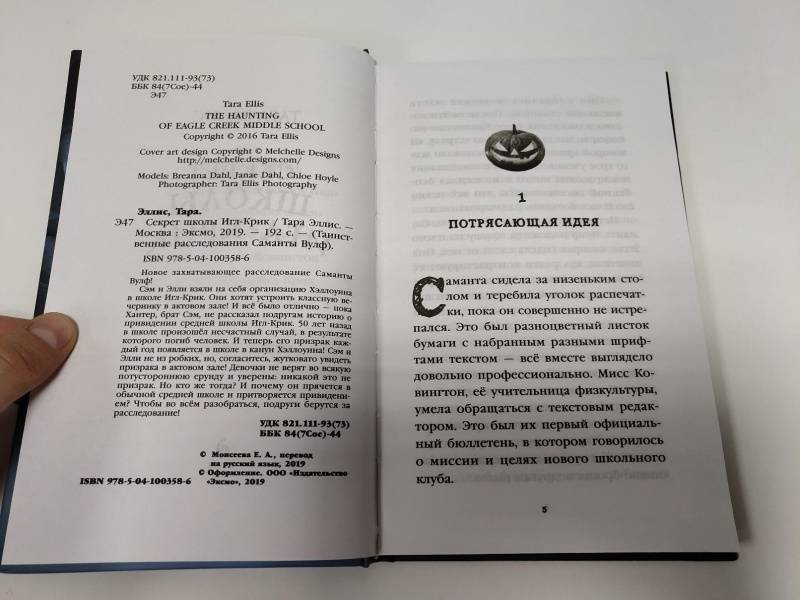 УДК 821.111-93(73)
ББК 84(7Сое)-44
Э47
Tara Ellis
THE HAUNTING
OF EAGLE CREEK MIDDLE SCHOOL
Copyright © 2016 Tara Ellis
Cover art design Copyright © Melchelle Designs
http://melchelle.designs.com/
Models: Breanna Dahl, Janae Dahl, Chloe Hoyle
Photographer: Tara Ellis Photography
Эллис, Тара.
Э47 Секрет школы Игл-Крик / Тара Эллис. —
Москва : Эксмо, 2019. — 192 с. — (Таинст-
венные расследования Саманты Вулф).
ISBN 978-5-04-100358-6
Новое захватывающее расследование Саманты
Вулф!
Сэм и Элли взяли на себя организацию Хэллоуина
в школе Игл-Крик. Они хотят устроить классную ве-
черинку в актовом зале! И всё было отлично — пока
Хантер, брат Сэм, не рассказал подругам историю о
привидении средней школы Игл-Крик. 50 лет назад
в школе произошёл несчастный случай, в результате
которого погиб человек. И теперь его призрак каж-
дый год появляется в школе в канун Хэллоуина! Сэм и
Элли не из робких, но, согласитесь, жутковато увидеть
призрака в актовом зале! Девочки не верят во всякую
потустороннюю ерунду и уверены: никакой это не
призрак. Но кто же тогда? И почему он прячется в
обычной средней школе и притворяется привидени-
ем? Чтобы во всём разобраться, подруги берутся за
расследование!
УДК 821.111-93(73)
ББК 84(7Сое)-44
© Моисеева Е. А., перевод
на русский язык, 2019
© Оформление. ООО «Издательство
«Эксмо», 2019
ISBN 978-5-04-100358-6
1
ПОТРЯСАЮЩАЯ ИДЕЯ
Саманта сидела за низеньким сто-
лом и теребила уголок распечат-
ки, пока он совершенно не истре-
пался. Это был разноцветный листок
бумаги с набранным разными шриф-
тами текстом — всё вместе выглядело
довольно профессионально. Мисс Ко-
вингтон, её учительница физкультуры,
умела обращаться с текстовым редак-
тором. Это был их первый официаль-
ный бюллетень, в котором говорилось
о миссии и целях нового школьного
клуба.
5